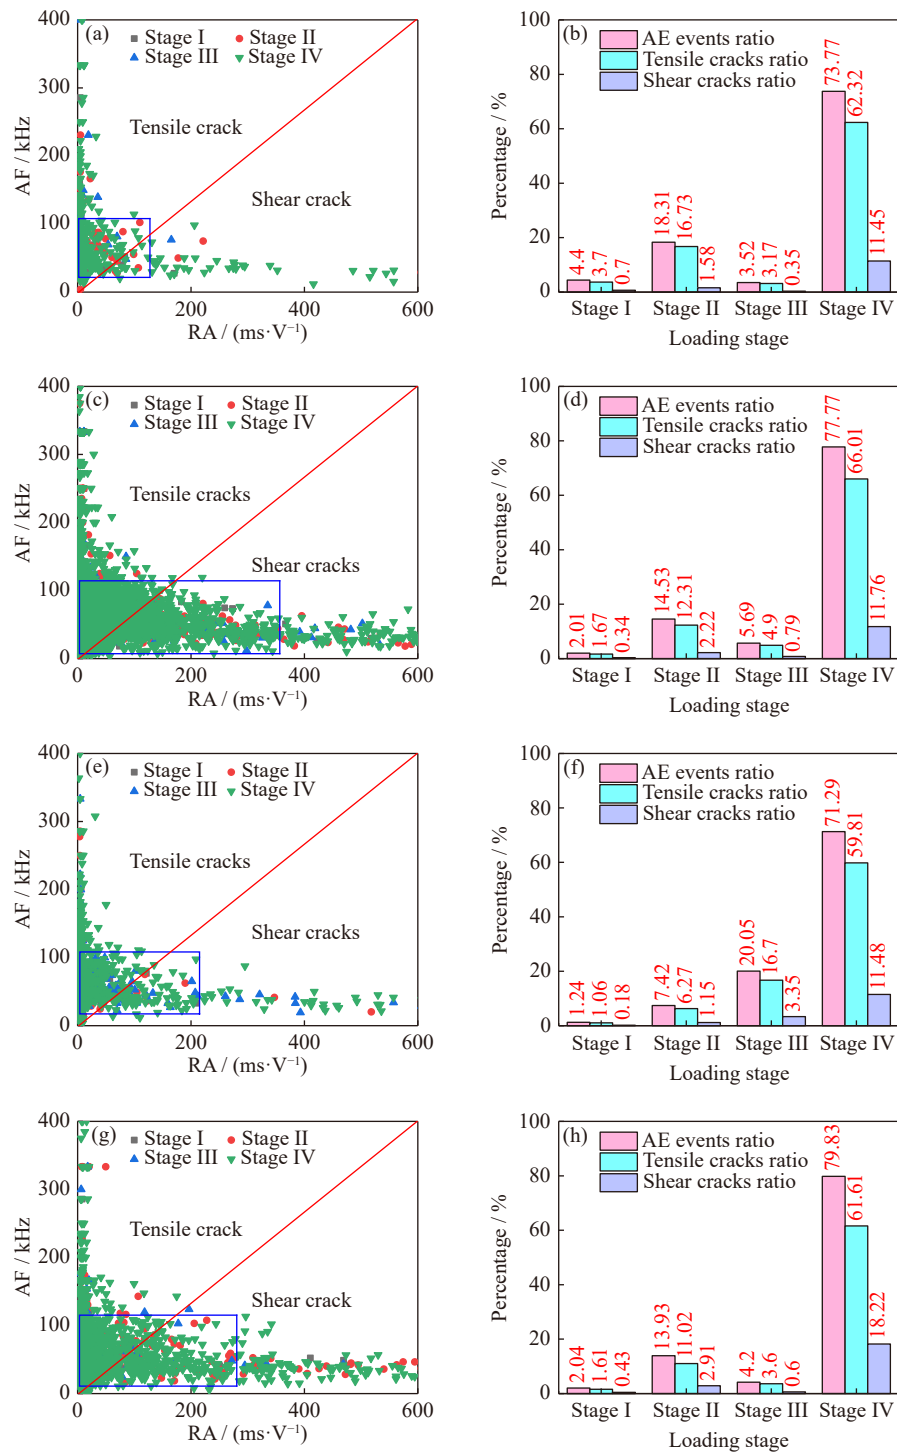 (a)
Stage I Stage II
Stage III Stage IV
Tensile crack
Shear crack
AF / kHz
400
300
200
100
0
0 200 400 600
RA / (ms·V⁻¹)
(b)
AE events ratio
Tensile cracks ratio
Shear cracks ratio
Percentage / %
100
80
60
40
20
0
4.4 3.7 0.7
18.31 16.73 1.58
3.52 3.17 0.35
73.77 62.32 11.45
Stage I Stage II Stage III Stage IV
Loading stage
(c)
Stage I Stage II
Stage III Stage IV
Tensile cracks
Shear cracks
AF / kHz
400
300
200
100
0
0 200 400 600
RA / (ms·V⁻¹)
(d)
AE events ratio
Tensile cracks ratio
Shear cracks ratio
Percentage / %
100
80
60
40
20
0
2.01 1.67 0.34
14.53 12.31 2.22
5.69 4.9 0.79
77.77 66.01 11.76
Stage I Stage II Stage III Stage IV
Loading stage
(e)
Stage I Stage II
Stage III Stage IV
Tensile cracks
Shear cracks
AF / kHz
400
300
200
100
0
0 200 400 600
RA / (ms·V⁻¹)
(f)
AE events ratio
Tensile cracks ratio
Shear cracks ratio
Percentage / %
100
80
60
40
20
0
1.24 1.06 0.18
7.42 6.27 1.15
20.05 16.7 3.35
71.29 59.81 11.48
Stage I Stage II Stage III Stage IV
Loading stage
(g)
Stage I Stage II
Stage III Stage IV
Tensile crack
Shear crack
AF / kHz
400
300
200
100
0
0 200 400 600
RA / (ms·V⁻¹)
(h)
AE events ratio
Tensile cracks ratio
Shear cracks ratio
Percentage / %
100
80
60
40
20
0
2.04 1.61 0.43
13.93 11.02 2.91
4.2 3.6 0.6
79.83 61.61 18.22
Stage I Stage II Stage III Stage IV
Loading stage